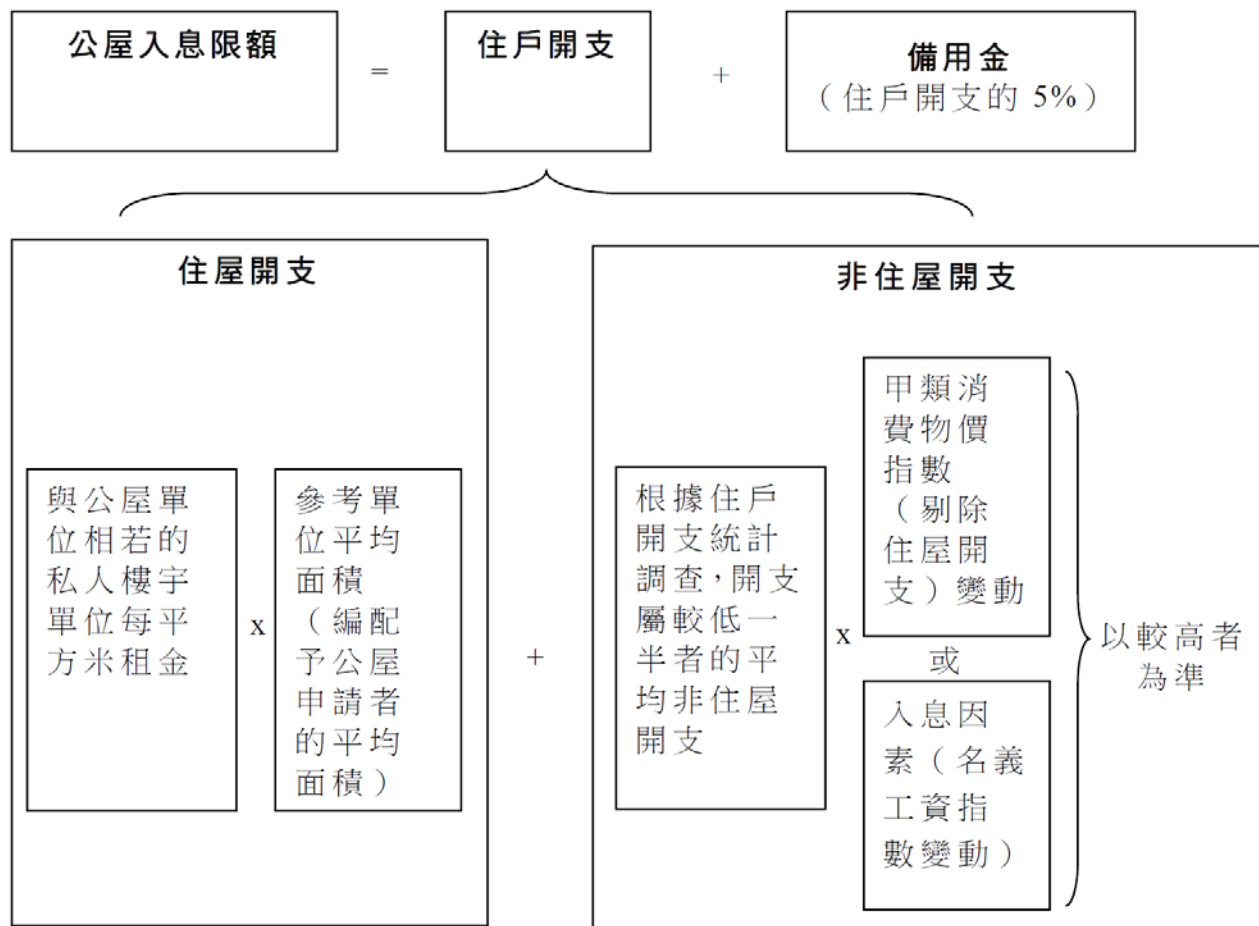 公屋入息限額
=
住戶開支
+
備用金
（住戶開支的 5%）
住屋開支
與公屋單
位相若的
私人樓宇
單位每平
方米租金
x
參考單
位平均
面積
（編配
予公屋
申請者
的平均
面積）
+
非住屋開支
根據住戶
開支統計
調查，開支
屬較低一
半者的平
均非住屋
開支
x
甲類消
費物價
指數
（剔除
住屋開
支）變動
或
入息因
素（名義
工資指
數變動）
以較高者
為準